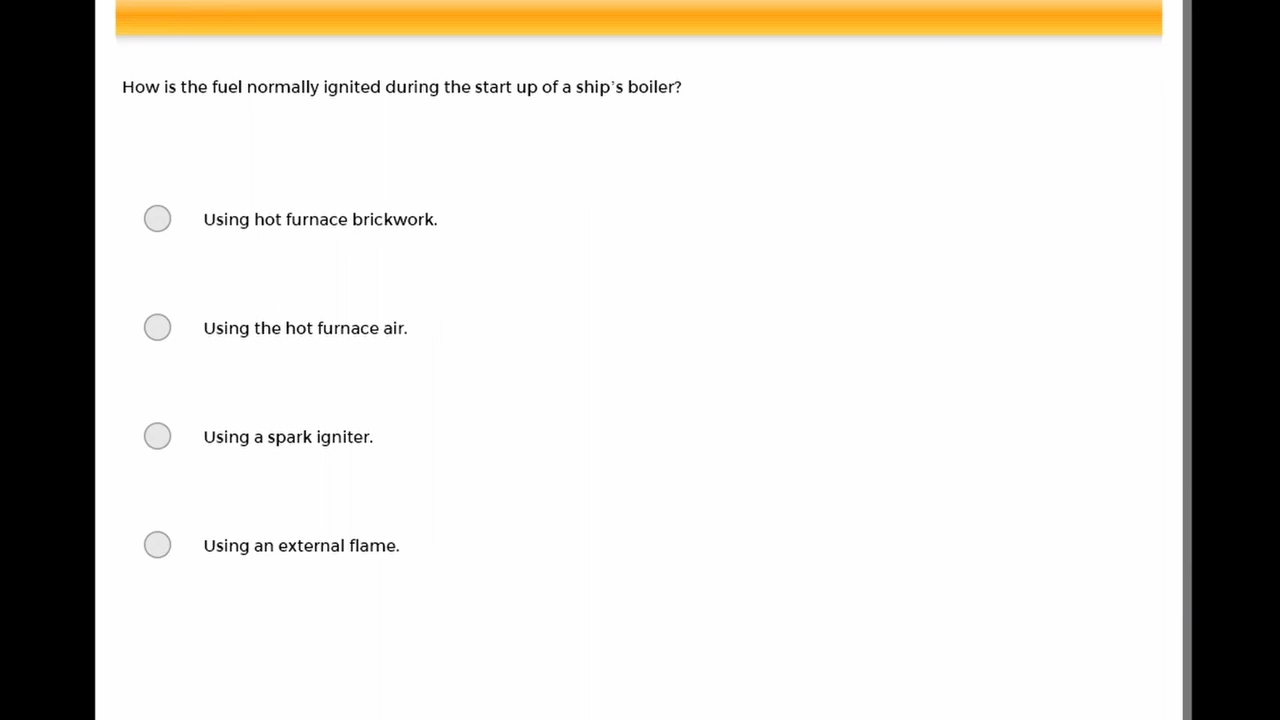 How is the fuel normally ignited during the start up of a ship's boiler?
Using hot furnace brickwork.
Using the hot furnace air.
Using a spark igniter.
Using an external flame.